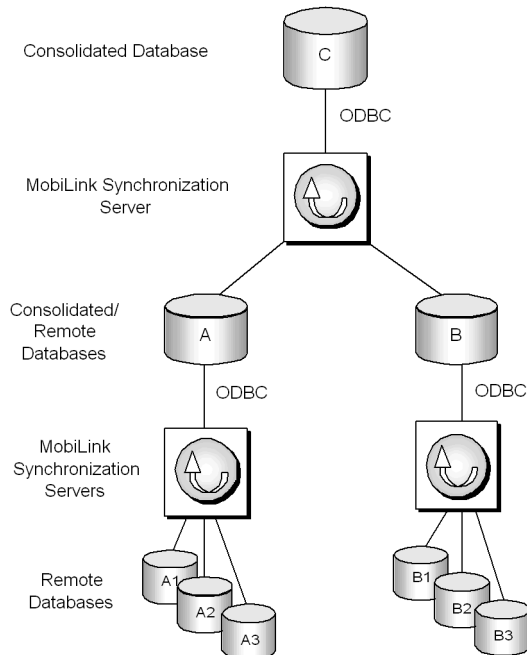 Consolidated Database
C
ODBC
MobiLink Synchronization
Server
Consolidated/
Remote
Databases
A
B
ODBC
ODBC
MobiLink
Synchronization
Servers
Remote
Databases
A1
A2
A3
B1
B2
B3